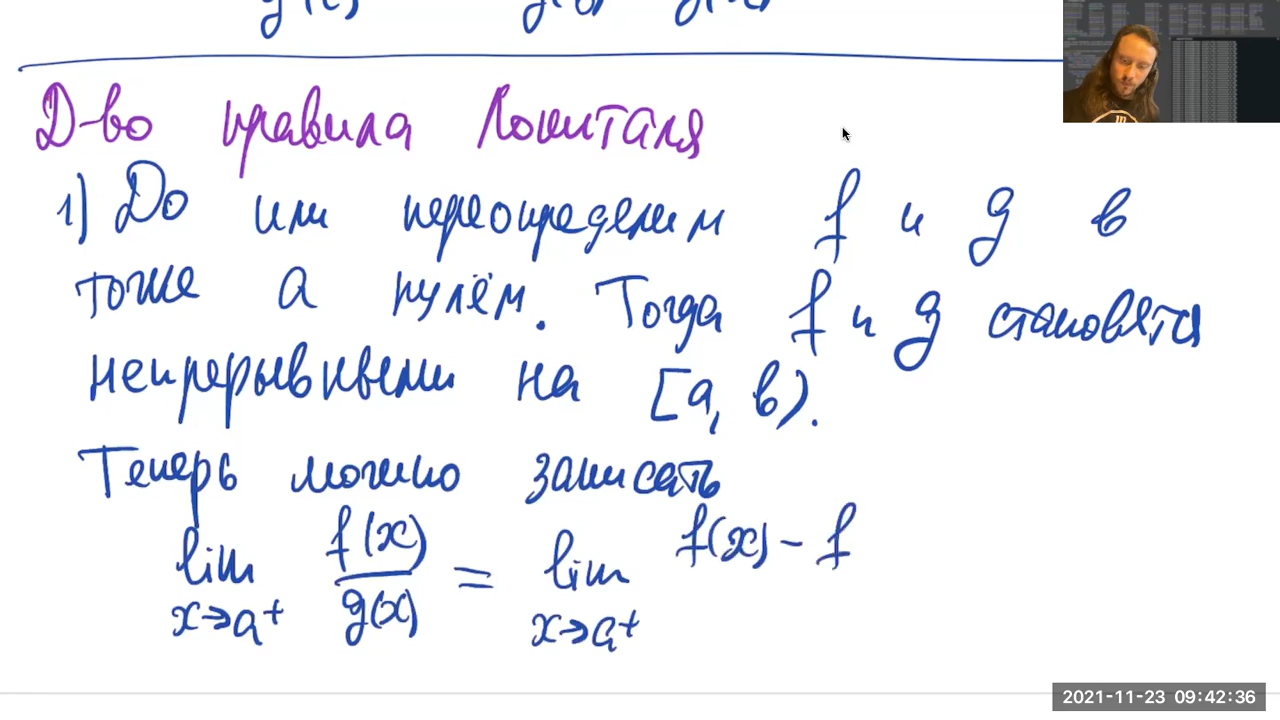 Д-во правила Лопиталя
1) До или переопределим f и g в
точке a нулём. Тогда f и g становятся
непрерывными на [a, b).
Теперь можно записать
lim x→a+ f(x)/g(x) = lim x→a+ f(x) - f
2021-11-23 09:42:36